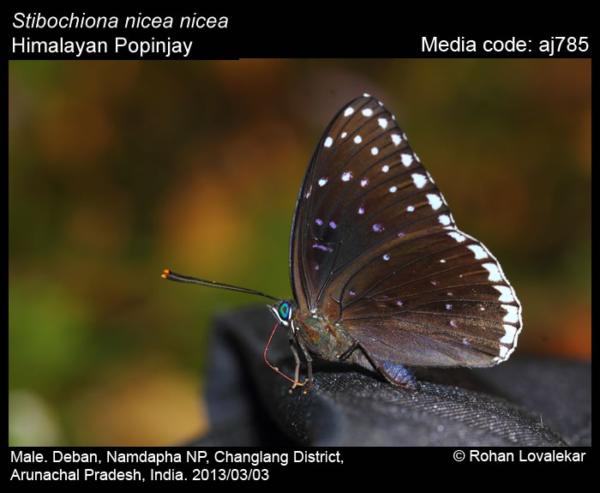 Stibochiona nicea nicea
Himalayan Popinjay
Media code: aj785
Male. Deban, Namdapha NP, Changlang District,
Arunachal Pradesh, India. 2013/03/03
© Rohan Lovalekar